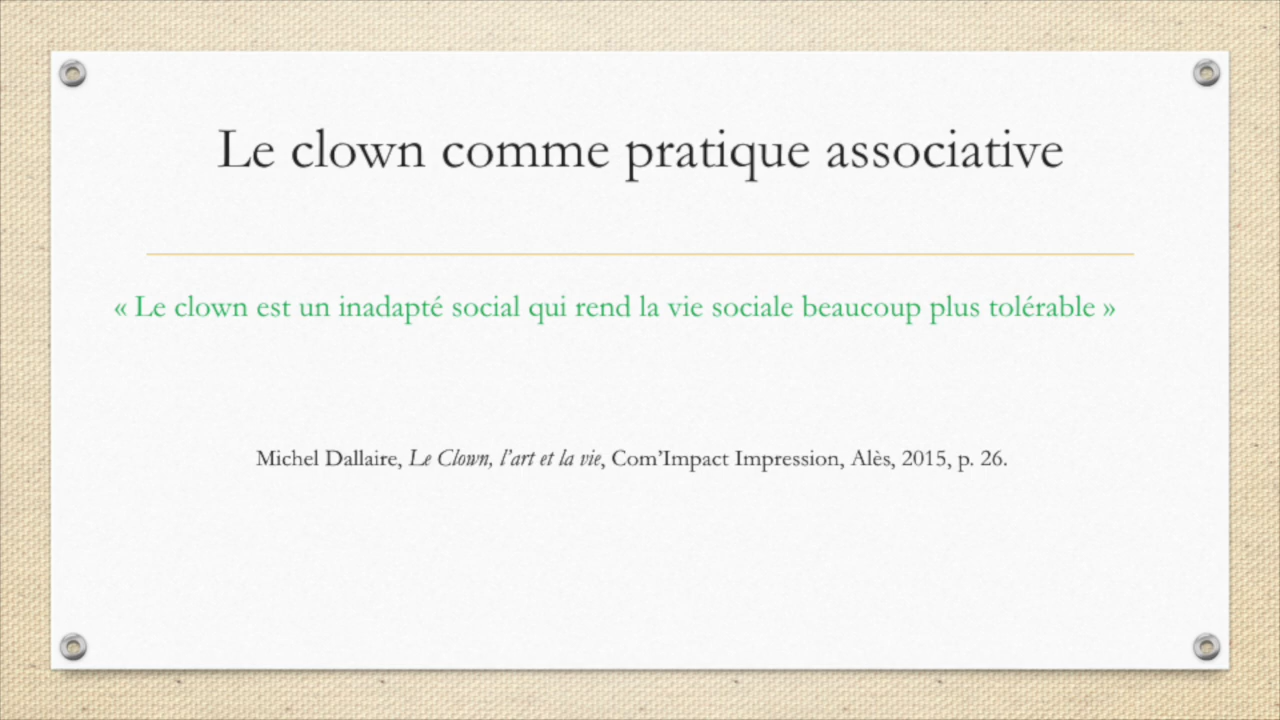 Le clown comme pratique associative
« Le clown est un inadapté social qui rend la vie sociale beaucoup plus tolérable »
Michel Dallaire, Le Clown, l’art et la vie, Com’Impact Impression, Alès, 2015, p. 26.